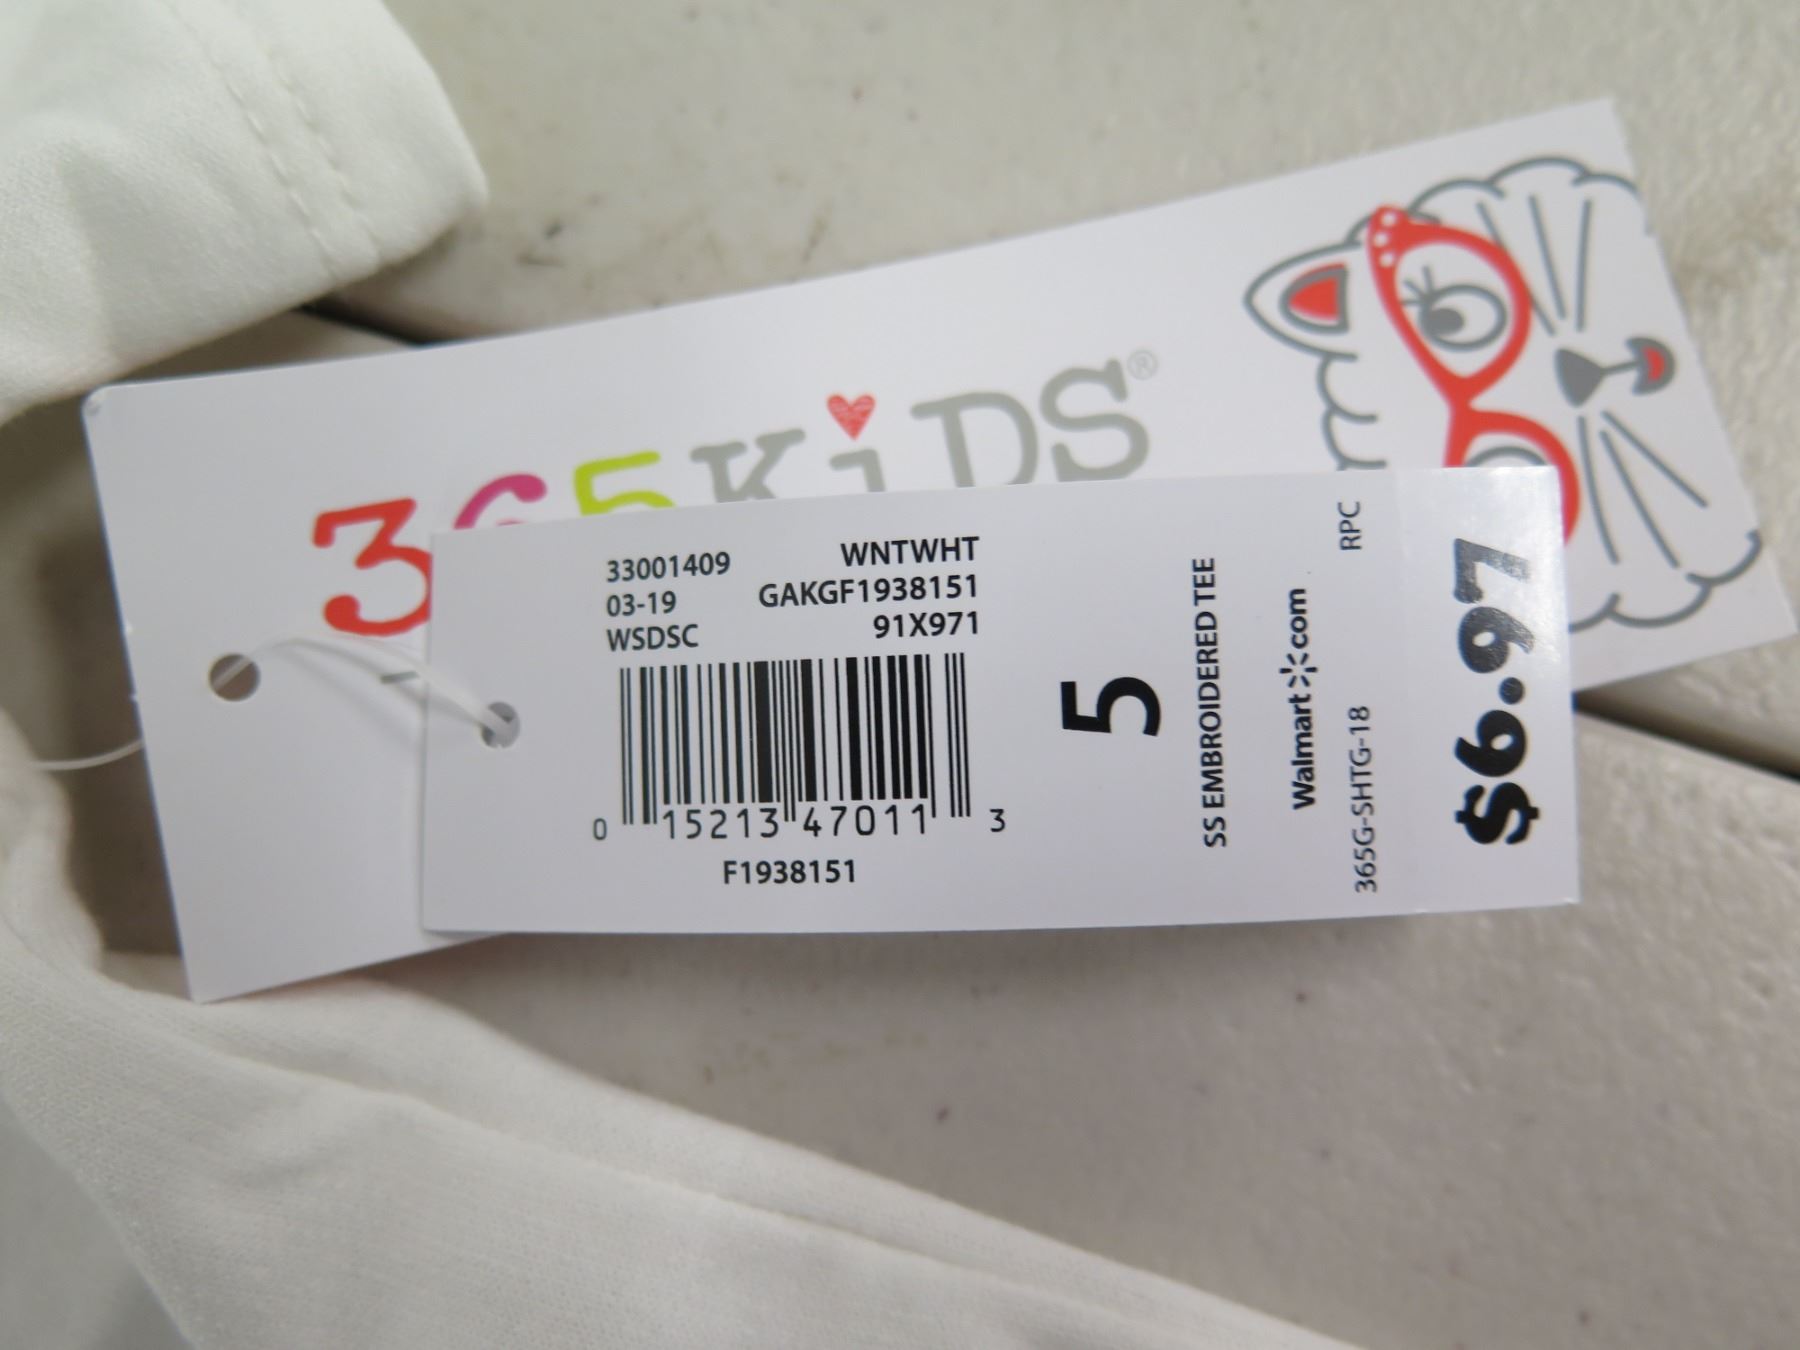 365KiDS®
33001409 WNTWHT
03-19 GAKGF1938151
WSDSC 91X971
0 15213 47011 3
F1938151
5
SS EMBROIDERED TEE
Walmart com
365G-SHTG-18 RPC
$6.97